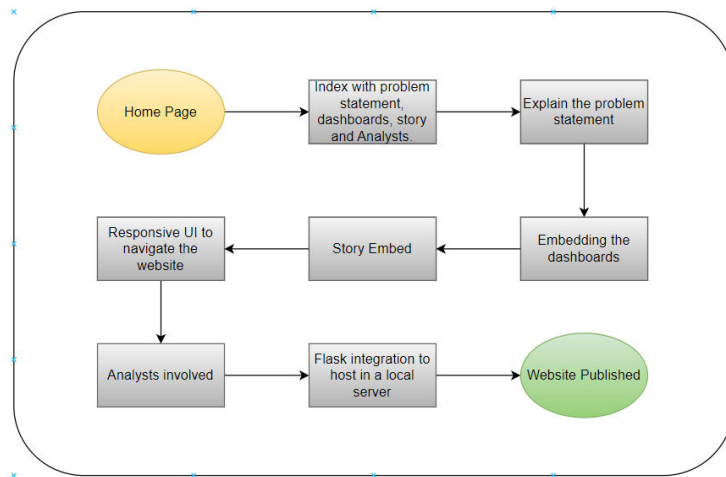 Home Page
Index with problem
statement,
dashboards, story
and Analysts.
Explain the problem
statement
Responsive UI to
navigate the
website
Story Embed
Embedding the
dashboards
Analysts involved
Flask integration to
host in a local
server
Website Published